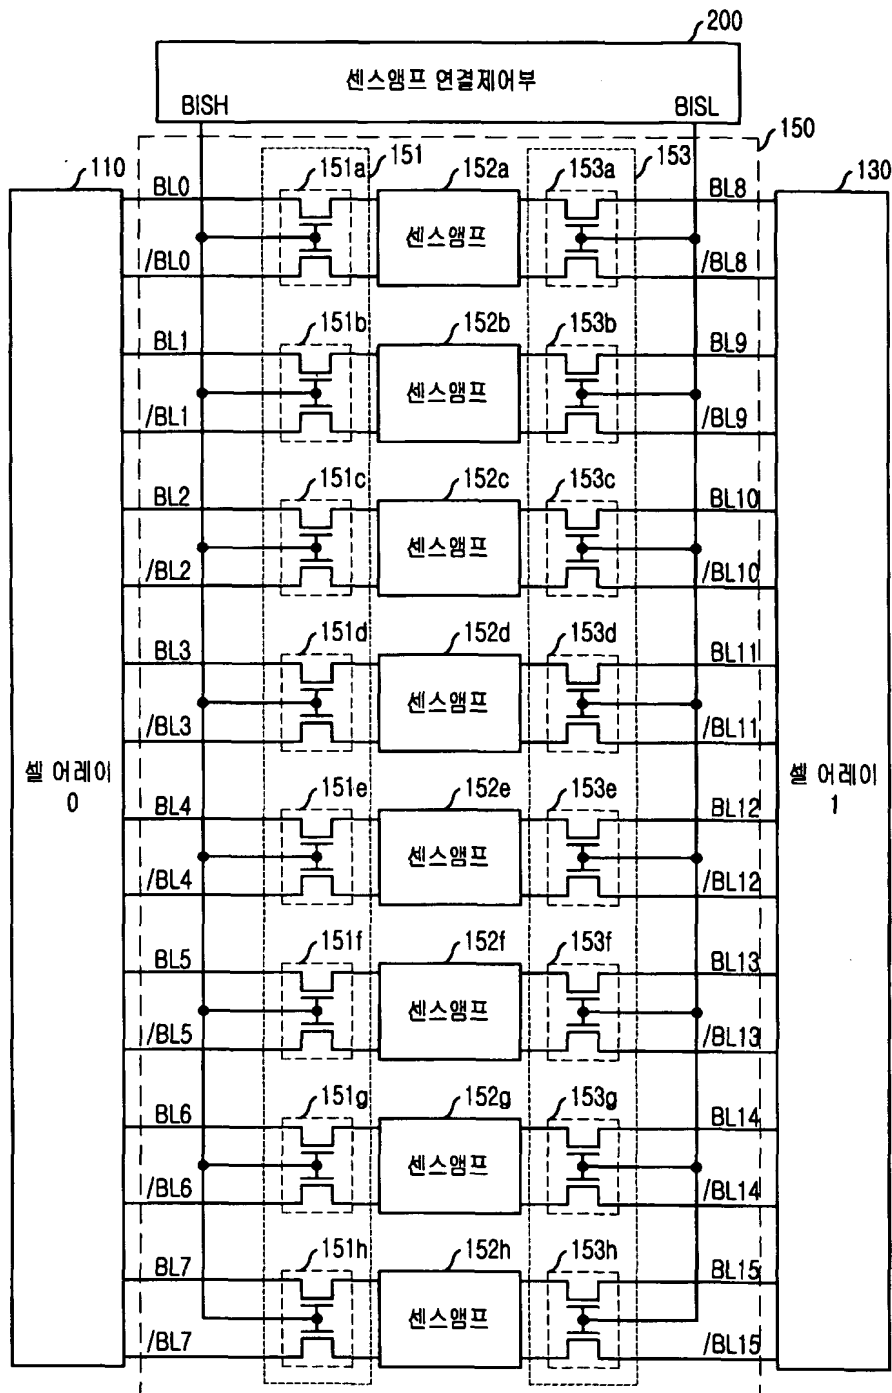 200
센스앰프 연결제어부
BISH BISL
150
110 151a 151 152a 153a 153 130
BL0 센스앰프 BL8
/BL0 /BL8
151b 152b 153b
BL1 센스앰프 BL9
/BL1 /BL9
151c 152c 153c
BL2 센스앰프 BL10
/BL2 /BL10
151d 152d 153d
BL3 센스앰프 BL11
/BL3 /BL11
셀 어레이 0
셀 어레이 1
151e 152e 153e
BL4 센스앰프 BL12
/BL4 /BL12
151f 152f 153f
BL5 센스앰프 BL13
/BL5 /BL13
151g 152g 153g
BL6 센스앰프 BL14
/BL6 /BL14
151h 152h 153h
BL7 센스앰프 BL15
/BL7 /BL15